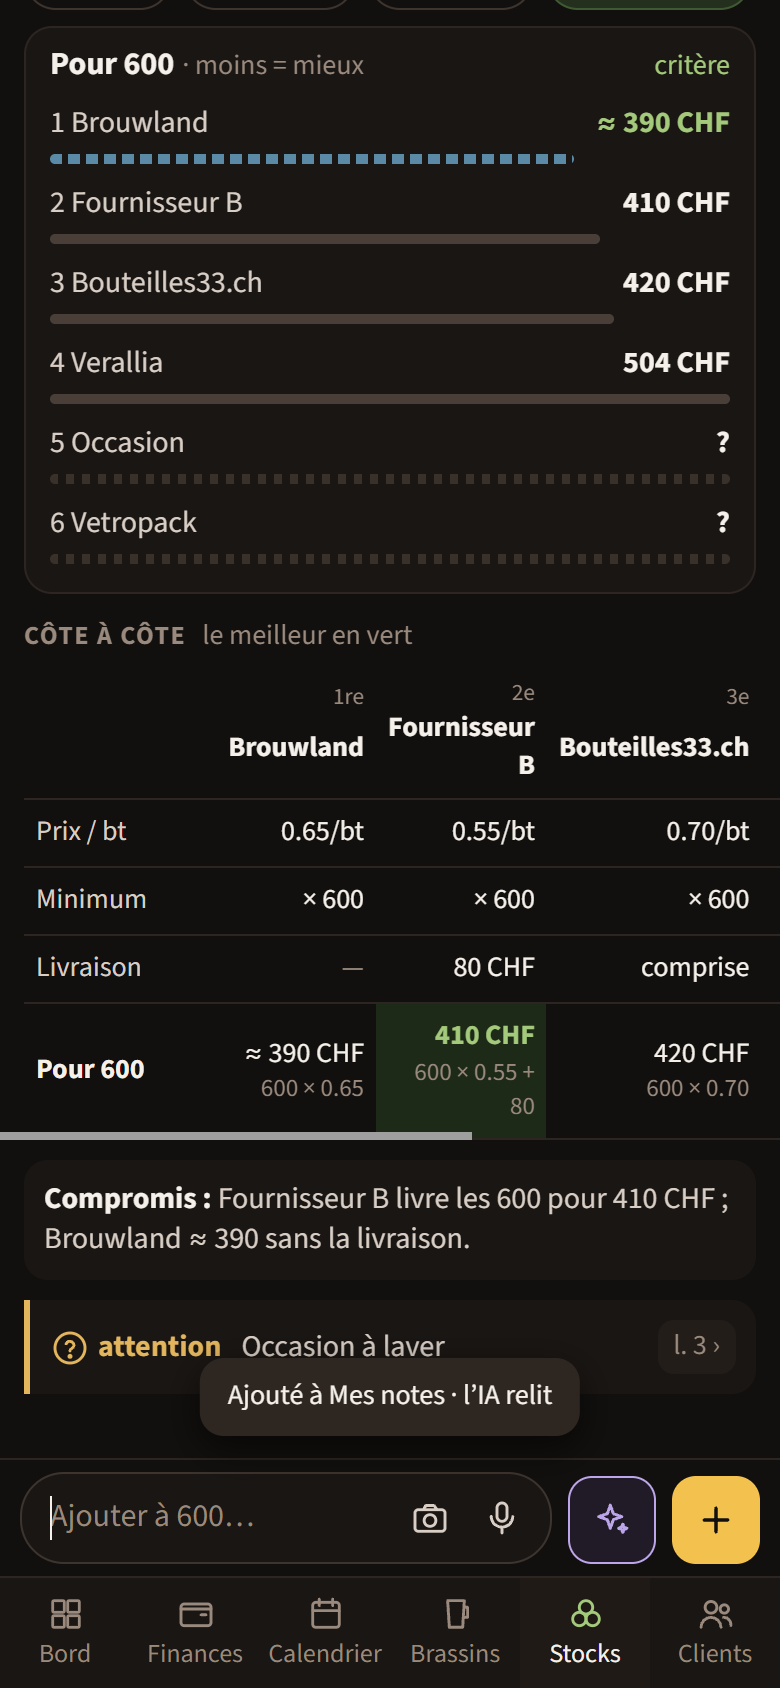 Pour 600 · moins = mieux critère
1 Brouwland ≈ 390 CHF
2 Fournisseur B 410 CHF
3 Bouteilles33.ch 420 CHF
4 Verallia 504 CHF
5 Occasion ?
6 Vetropack ?
CÔTE À CÔTE le meilleur en vert
1re 2e 3e
Brouwland Fournisseur B Bouteilles33.ch
Prix / bt 0.65/bt 0.55/bt 0.70/bt
Minimum × 600 × 600 × 600
Livraison — 80 CHF comprise
Pour 600 ≈ 390 CHF 410 CHF 420 CHF
600 × 0.65 600 × 0.55 + 80 600 × 0.70
Compromis : Fournisseur B livre les 600 pour 410 CHF ;
Brouwland ≈ 390 sans la livraison.
? attention Occasion à laver l. 3 ›
Ajouté à Mes notes · l’IA relit
Ajouter à 600…
Bord Finances Calendrier Brassins Stocks Clients